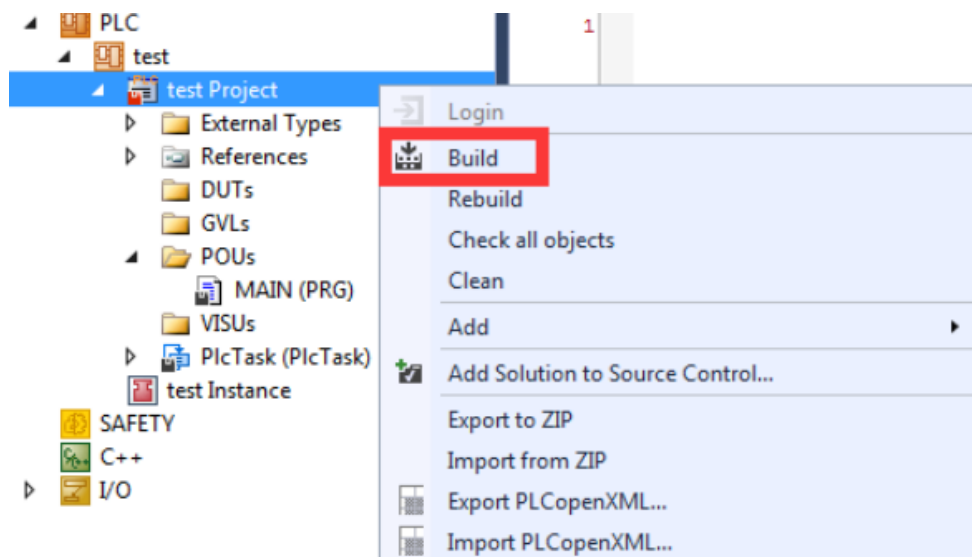 PLC
test
test Project
External Types
References
DUTs
GVLs
POUs
MAIN (PRG)
VISUs
PlcTask (PlcTask)
test Instance
SAFETY
C++
I/O
1
Login
Build
Rebuild
Check all objects
Clean
Add
Add Solution to Source Control...
Export to ZIP
Import from ZIP
Export PLCopenXML...
Import PLCopenXML...